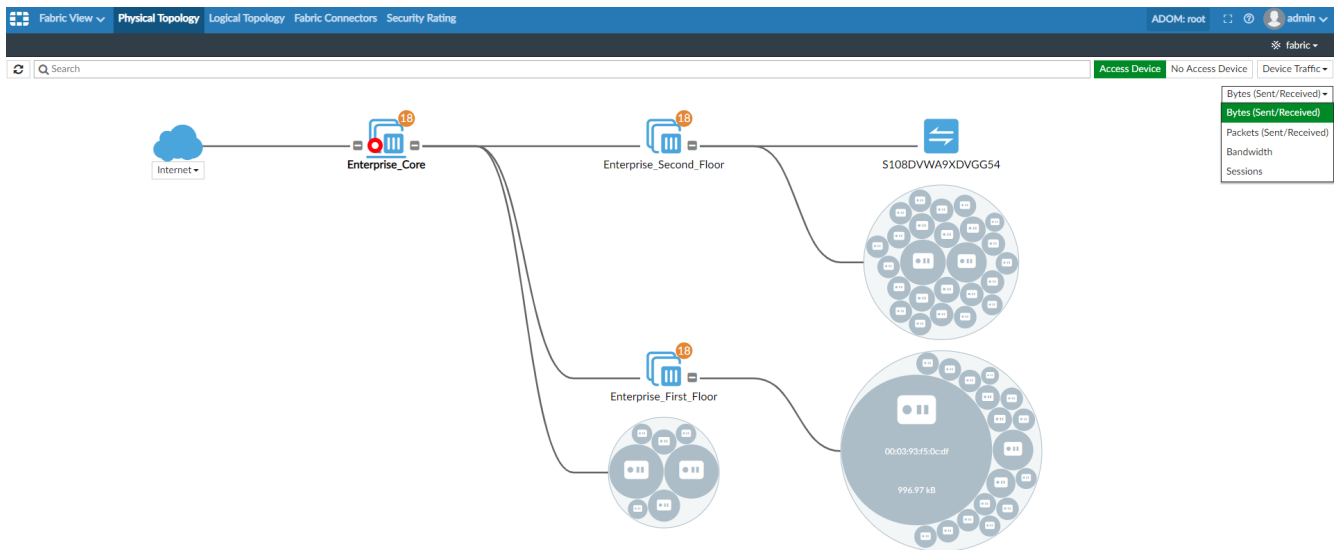 Fabric View Physical Topology Logical Topology Fabric Connectors Security Rating ADOM: root admin
fabric
Search Access Device No Access Device Device Traffic
Bytes (Sent/Received)
Bytes (Sent/Received)
Packets (Sent/Received)
Bandwidth
Sessions
18 18
Internet Enterprise_Core Enterprise_Second_Floor S108DVWA9XDVGG54
18
Enterprise_First_Floor
00:03:93:f5:0c:df
996.97 kB